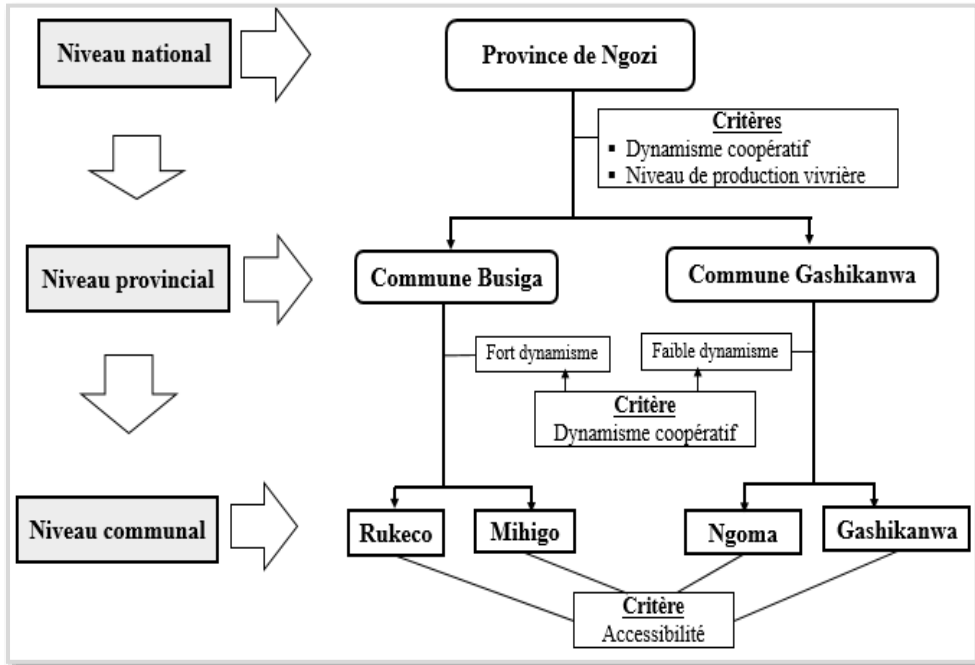 Niveau national
Province de Ngozi
Critères
▪ Dynamisme coopératif
▪ Niveau de production vivrière
Niveau provincial
Commune Busiga
Commune Gashikanwa
Fort dynamisme
Faible dynamisme
Critère
Dynamisme coopératif
Niveau communal
Rukeco
Mihigo
Ngoma
Gashikanwa
Critère
Accessibilité